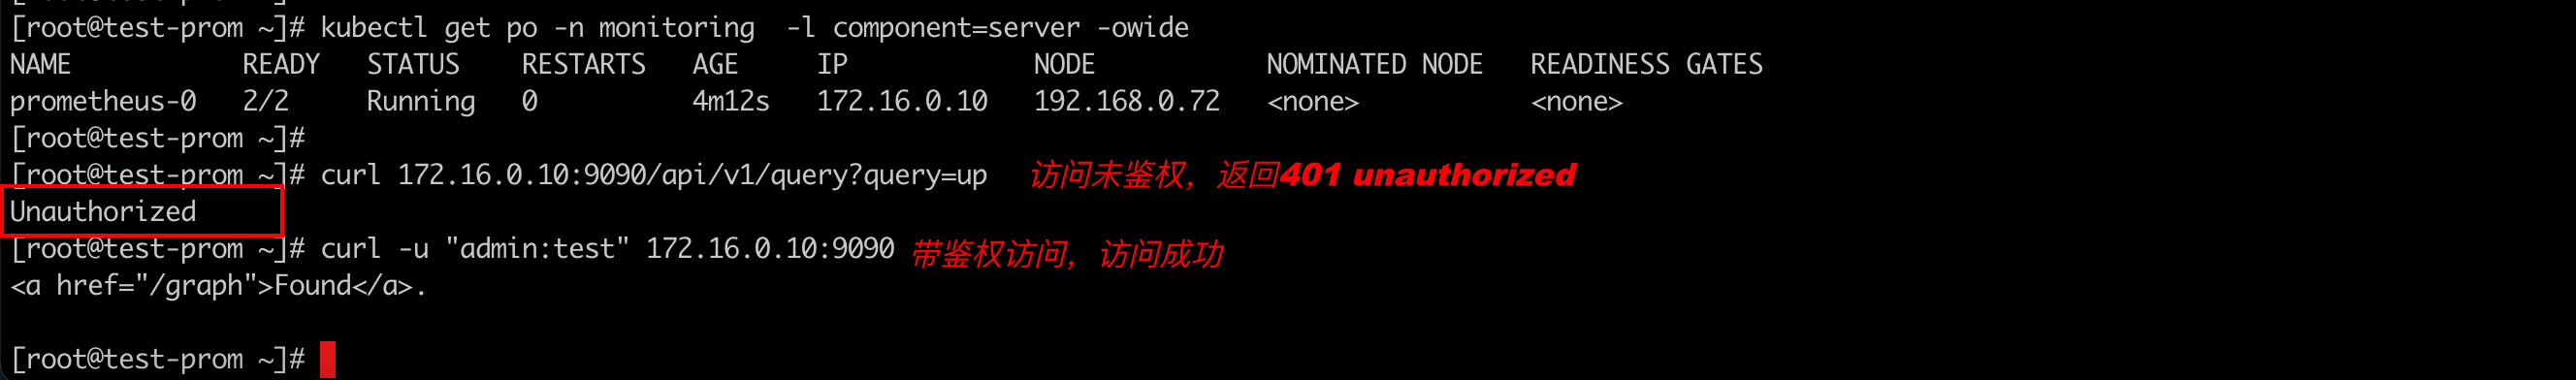 [root@test-prom ~]# kubectl get po -n monitoring  -l component=server -owide
NAME           READY   STATUS    RESTARTS   AGE     IP            NODE           NOMINATED NODE   READINESS GATES
prometheus-0   2/2     Running   0          4m12s   172.16.0.10   192.168.0.72   <none>           <none>
[root@test-prom ~]#
[root@test-prom ~]# curl 172.16.0.10:9090/api/v1/query?query=up 访问未鉴权，返回401 unauthorized
Unauthorized
[root@test-prom ~]# curl -u "admin:test" 172.16.0.10:9090 带鉴权访问，访问成功
<a href="/graph">Found</a>.
[root@test-prom ~]#